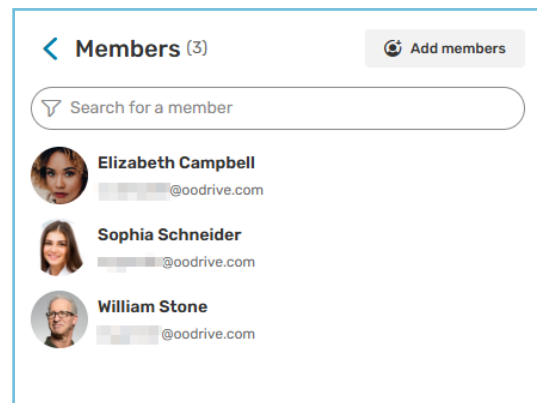 Members (3)
Add members
Search for a member
Elizabeth Campbell
@oodrive.com
Sophia Schneider
@oodrive.com
William Stone
@oodrive.com